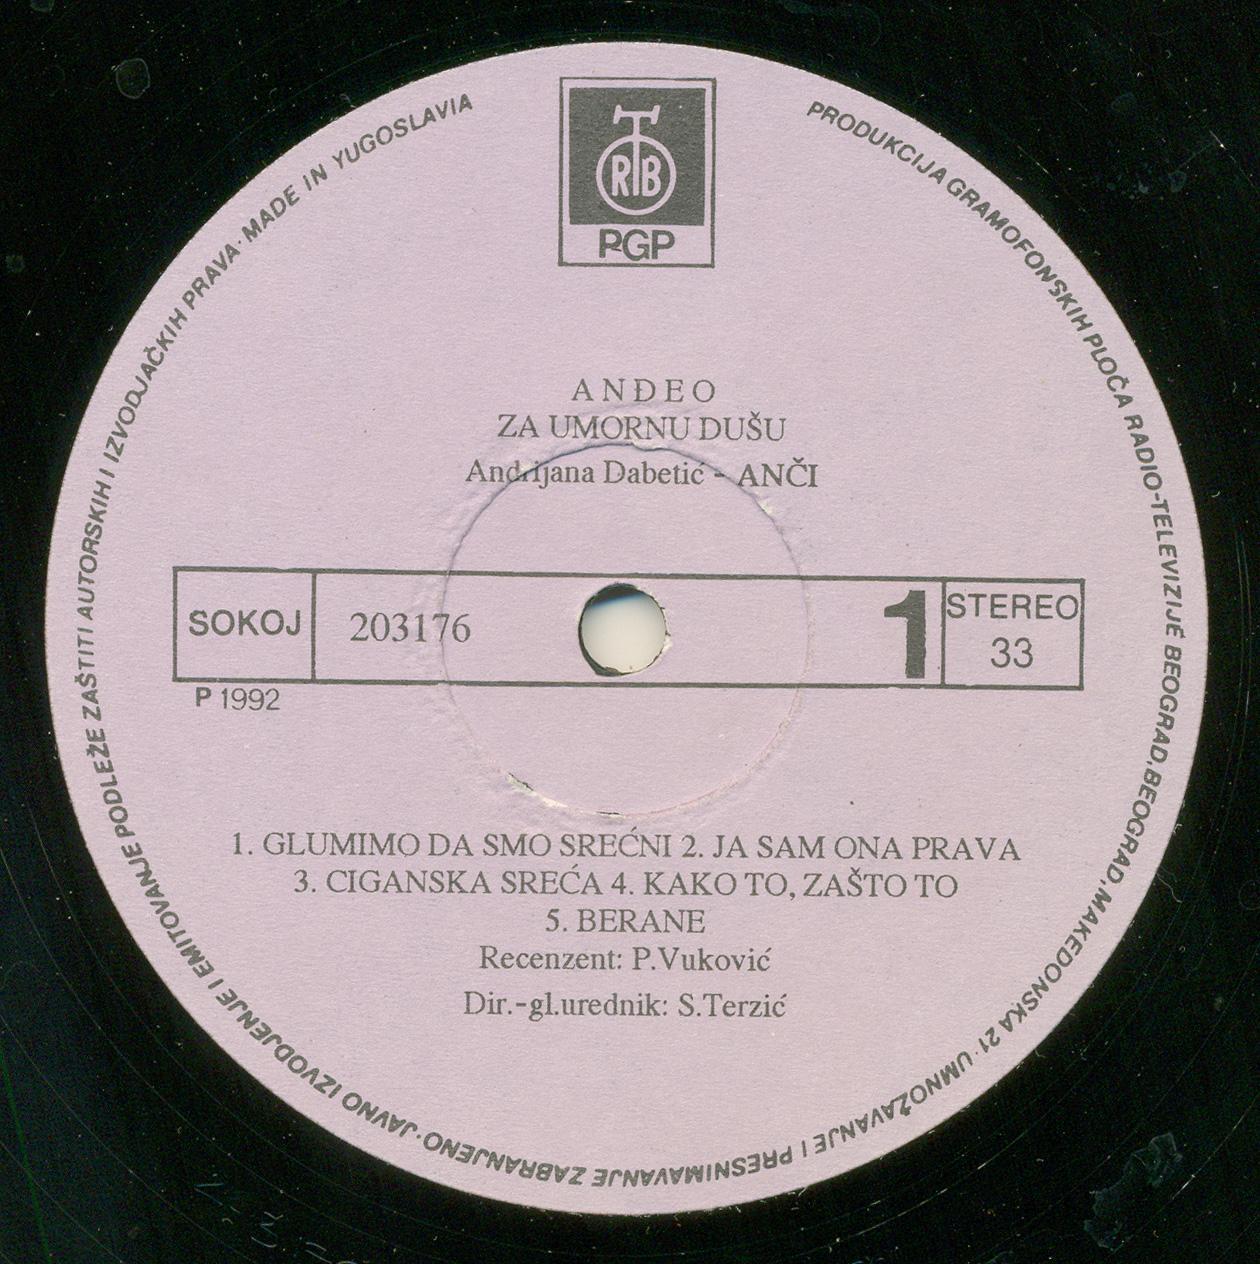 PRODUKCIJA GRAMOFONSKIH PLOČA RADIO-TELEVIZIJE BEOGRAD. BEOGRAD. MAKEDONSKA 21 · UMNOŽAVANJE I PRESNIMAVANJE ZABRANJENO · JAVNO IZVODJENJE I EMITOVANJE PODLEŽE ZAŠTITI AUTORSKIH I IZVODJAČKIH PRAVA · MADE IN YUGOSLAVIA
RTB
PGP
ANĐEO
ZA UMORNU DUŠU
Andrijana Dabetić - ANČI
SOKOJ
203176
1
STEREO
33
P 1992
1. GLUMIMO DA SMO SREĆNI 2. JA SAM ONA PRAVA
3. CIGANSKA SREĆA 4. KAKO TO, ZAŠTO TO
5. BERANE
Recenzent: P.Vuković
Dir.-gl.urednik: S.Terzić